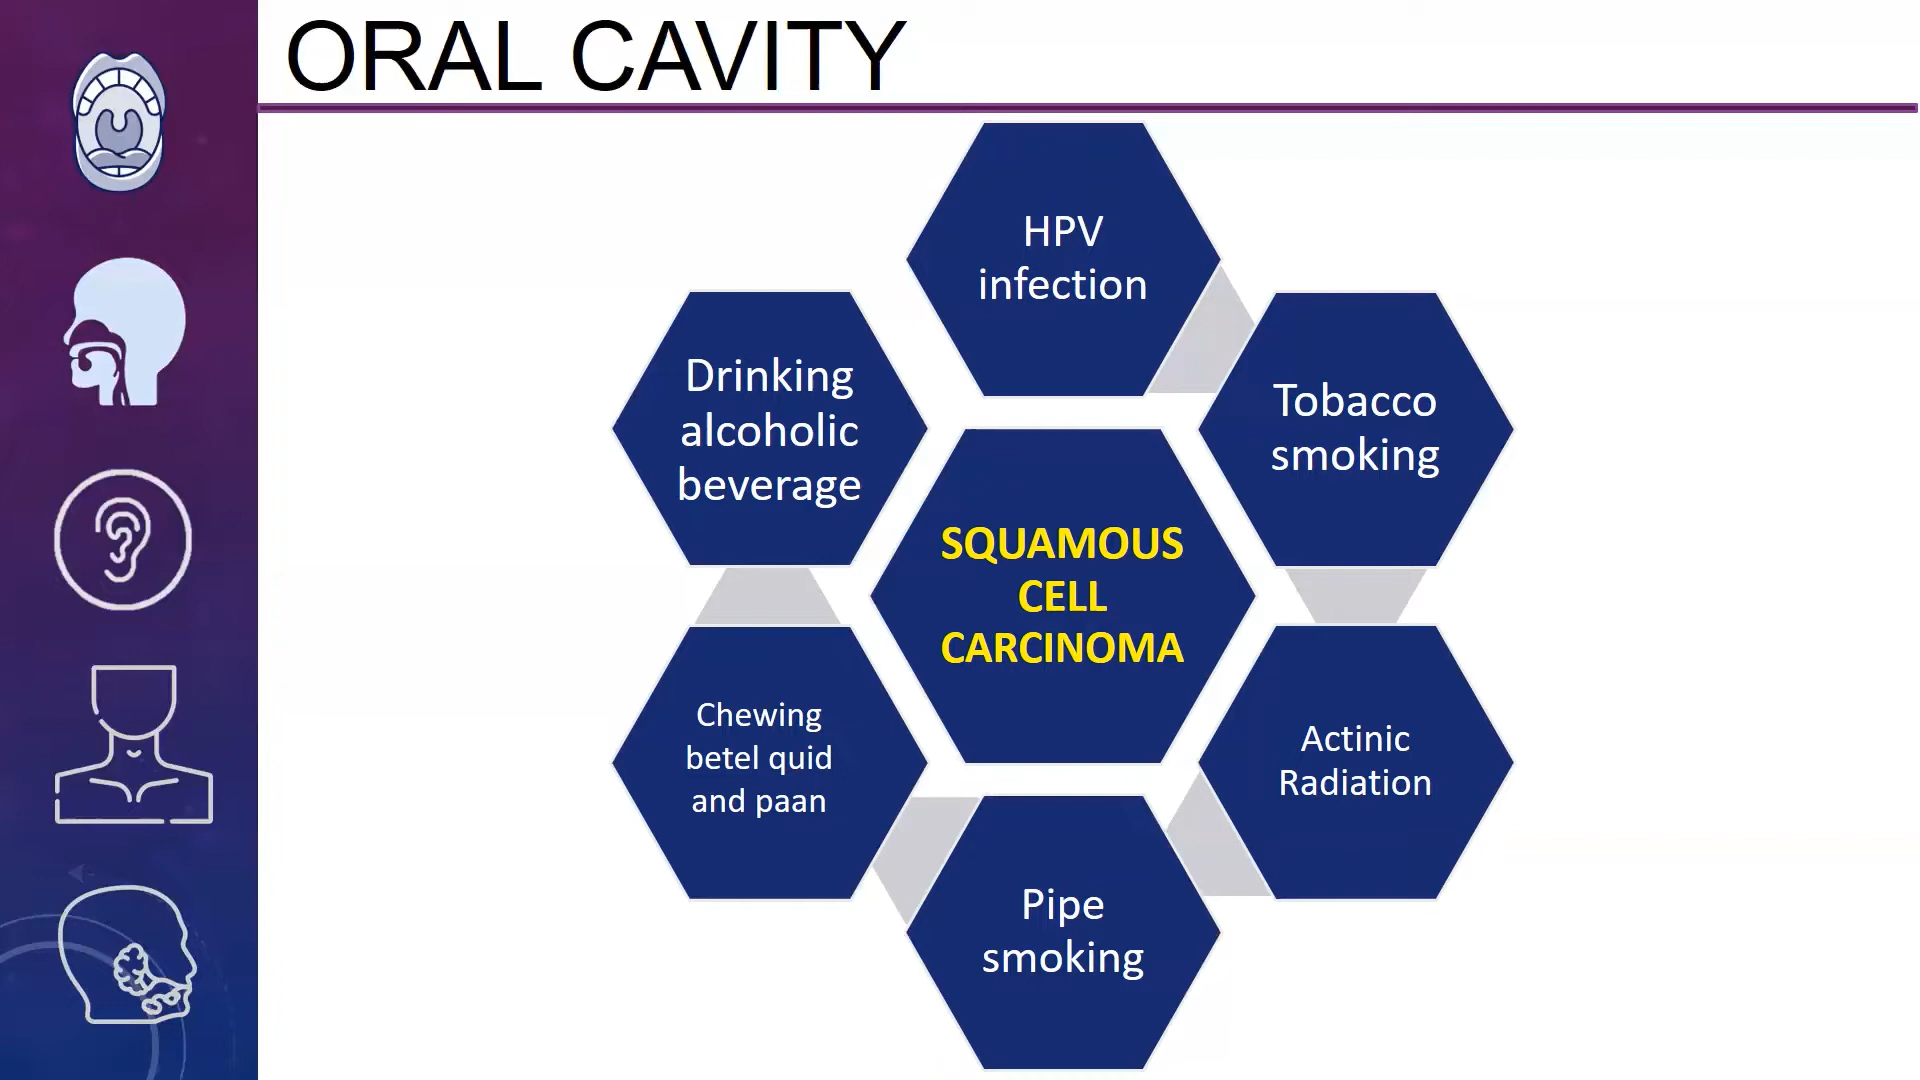 ORAL CAVITY
HPV
infection
Tobacco
smoking
Actinic
Radiation
Pipe
smoking
Chewing
betel quid
and paan
Drinking
alcoholic
beverage
SQUAMOUS
CELL
CARCINOMA